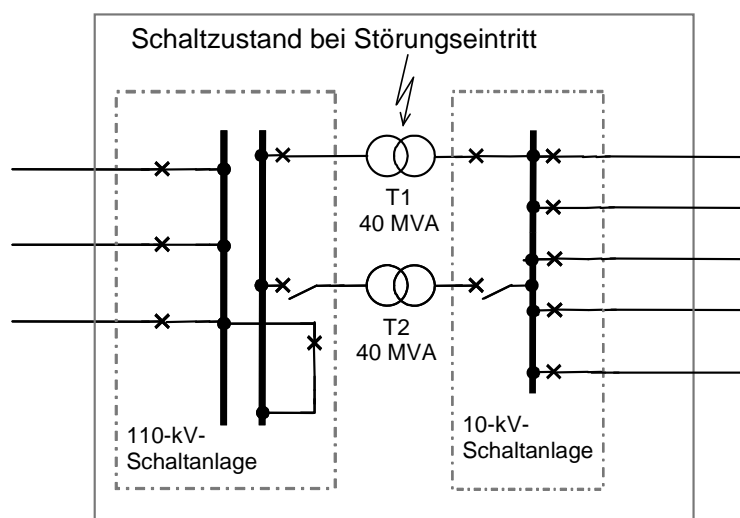 Schaltzustand bei Störungseintritt
T1
40 MVA
T2
40 MVA
110-kV-
Schaltanlage
10-kV-
Schaltanlage